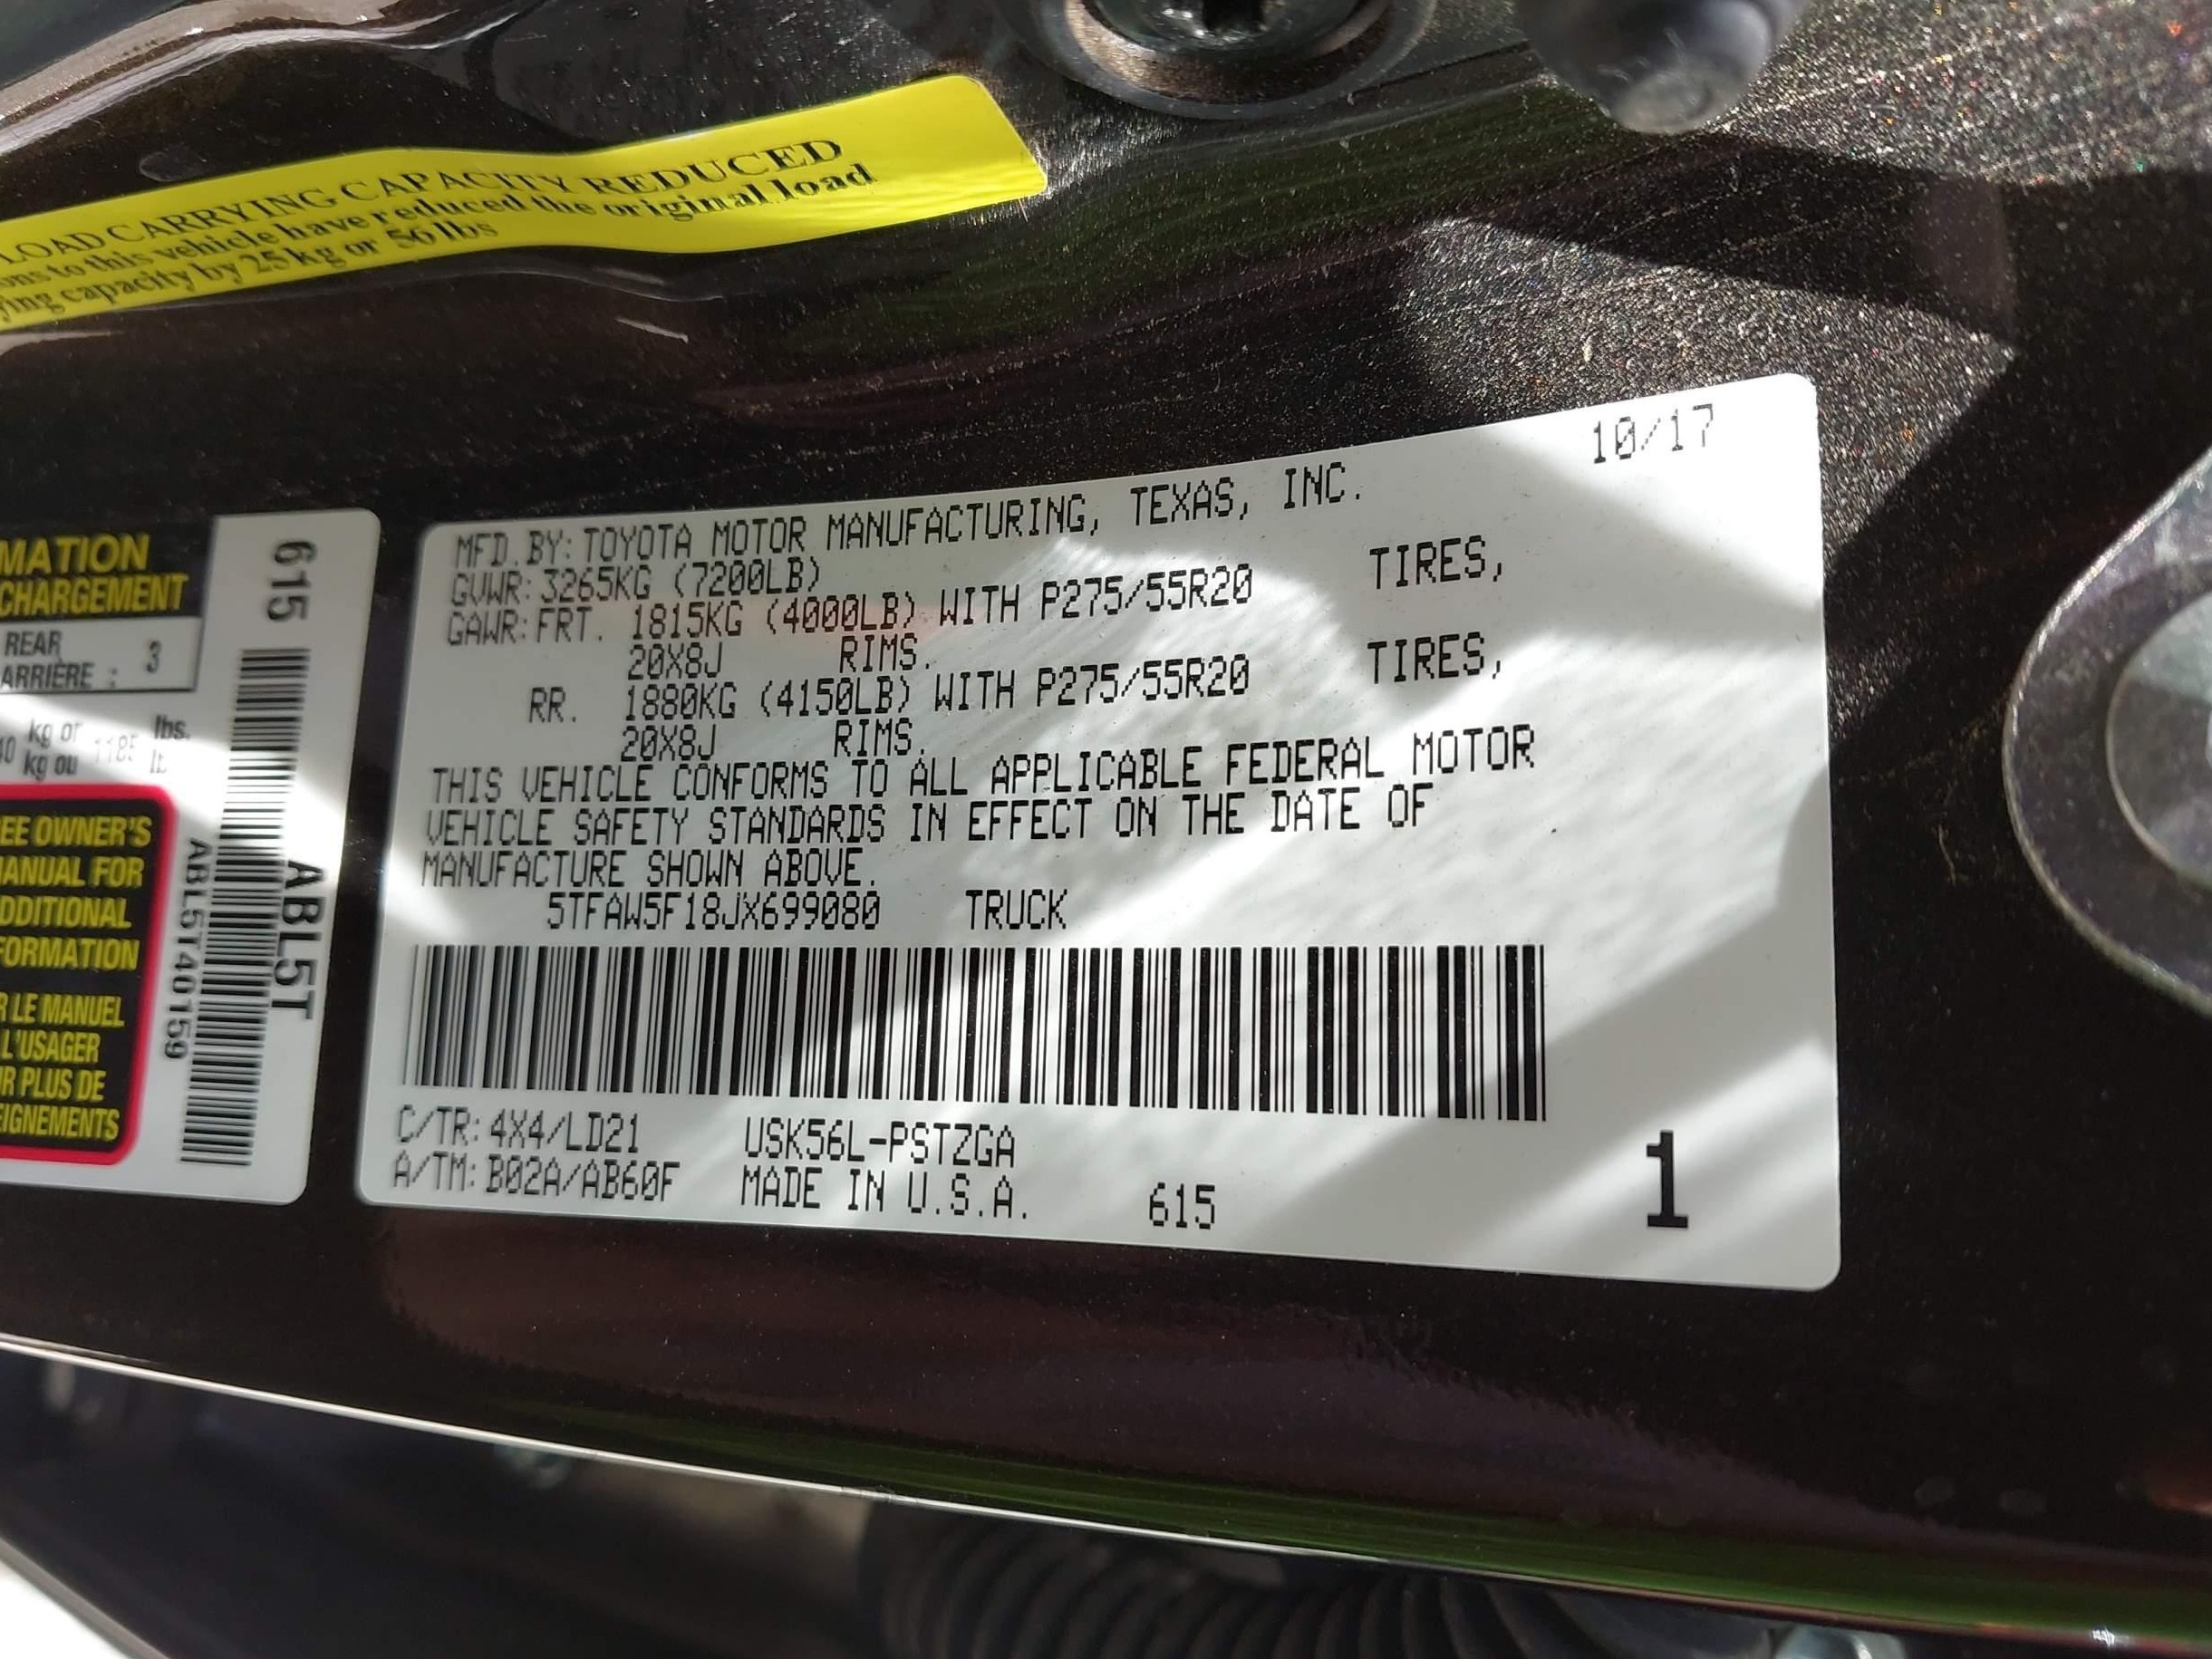 LOAD CARRYING CAPACITY REDUCED
ons to this vehicle have reduced the original load
ying capacity by 25 kg or 56 lbs
MATION
CHARGEMENT
REAR
ARRIÈRE : 3
kg or lbs.
kg ou lb
EE OWNER'S
ANUAL FOR
DDITIONAL
FORMATION
R LE MANUEL
L'USAGER
R PLUS DE
EIGNEMENTS
615
ABL5T
ABL5T40159
10/17
MFD.BY:TOYOTA MOTOR MANUFACTURING, TEXAS, INC.
GVWR:3265KG (7200LB)
GAWR:FRT. 1815KG (4000LB) WITH P275/55R20 TIRES,
20X8J RIMS.
RR. 1880KG (4150LB) WITH P275/55R20 TIRES,
20X8J RIMS.
THIS VEHICLE CONFORMS TO ALL APPLICABLE FEDERAL MOTOR
VEHICLE SAFETY STANDARDS IN EFFECT ON THE DATE OF
MANUFACTURE SHOWN ABOVE.
5TFAW5F18JX699080 TRUCK
C/TR:4X4/LD21 USK56L-PSTZGA
A/TM:B02A/AB60F MADE IN U.S.A. 615
1